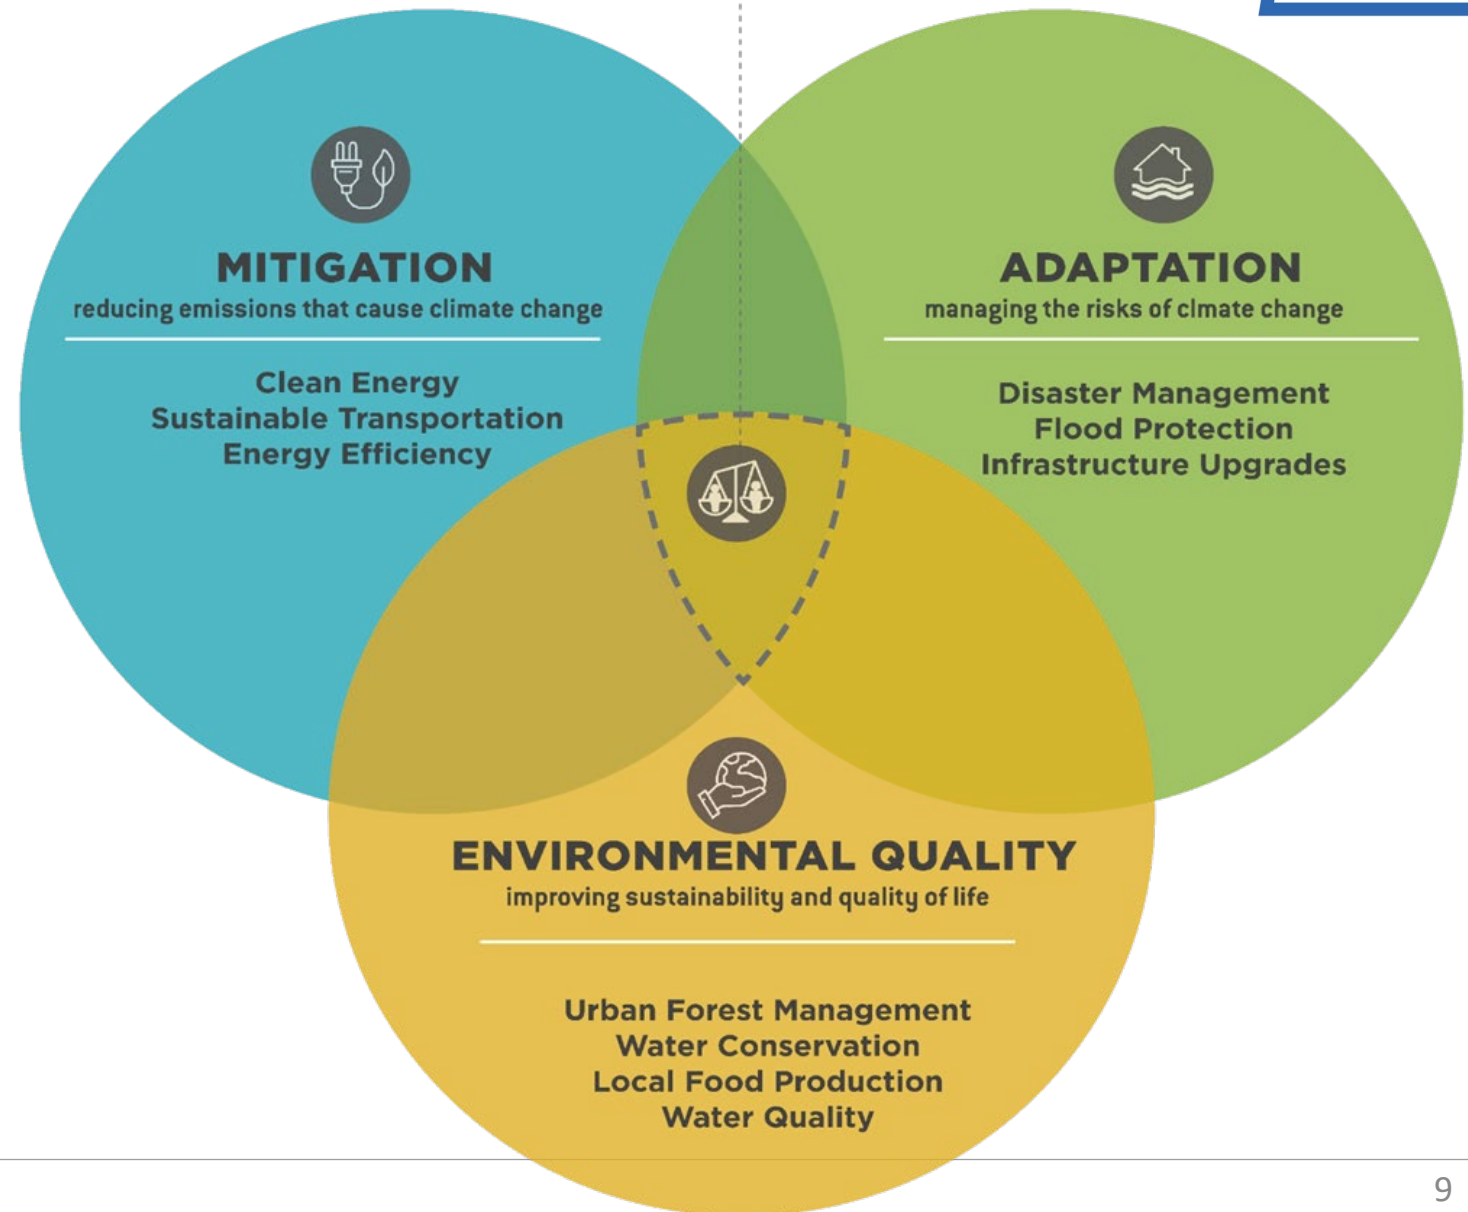 MITIGATION
reducing emissions that cause climate change
Clean Energy
Sustainable Transportation
Energy Efficiency
ADAPTATION
managing the risks of clmate change
Disaster Management
Flood Protection
Infrastructure Upgrades
ENVIRONMENTAL QUALITY
improving sustainability and quality of life
Urban Forest Management
Water Conservation
Local Food Production
Water Quality
9